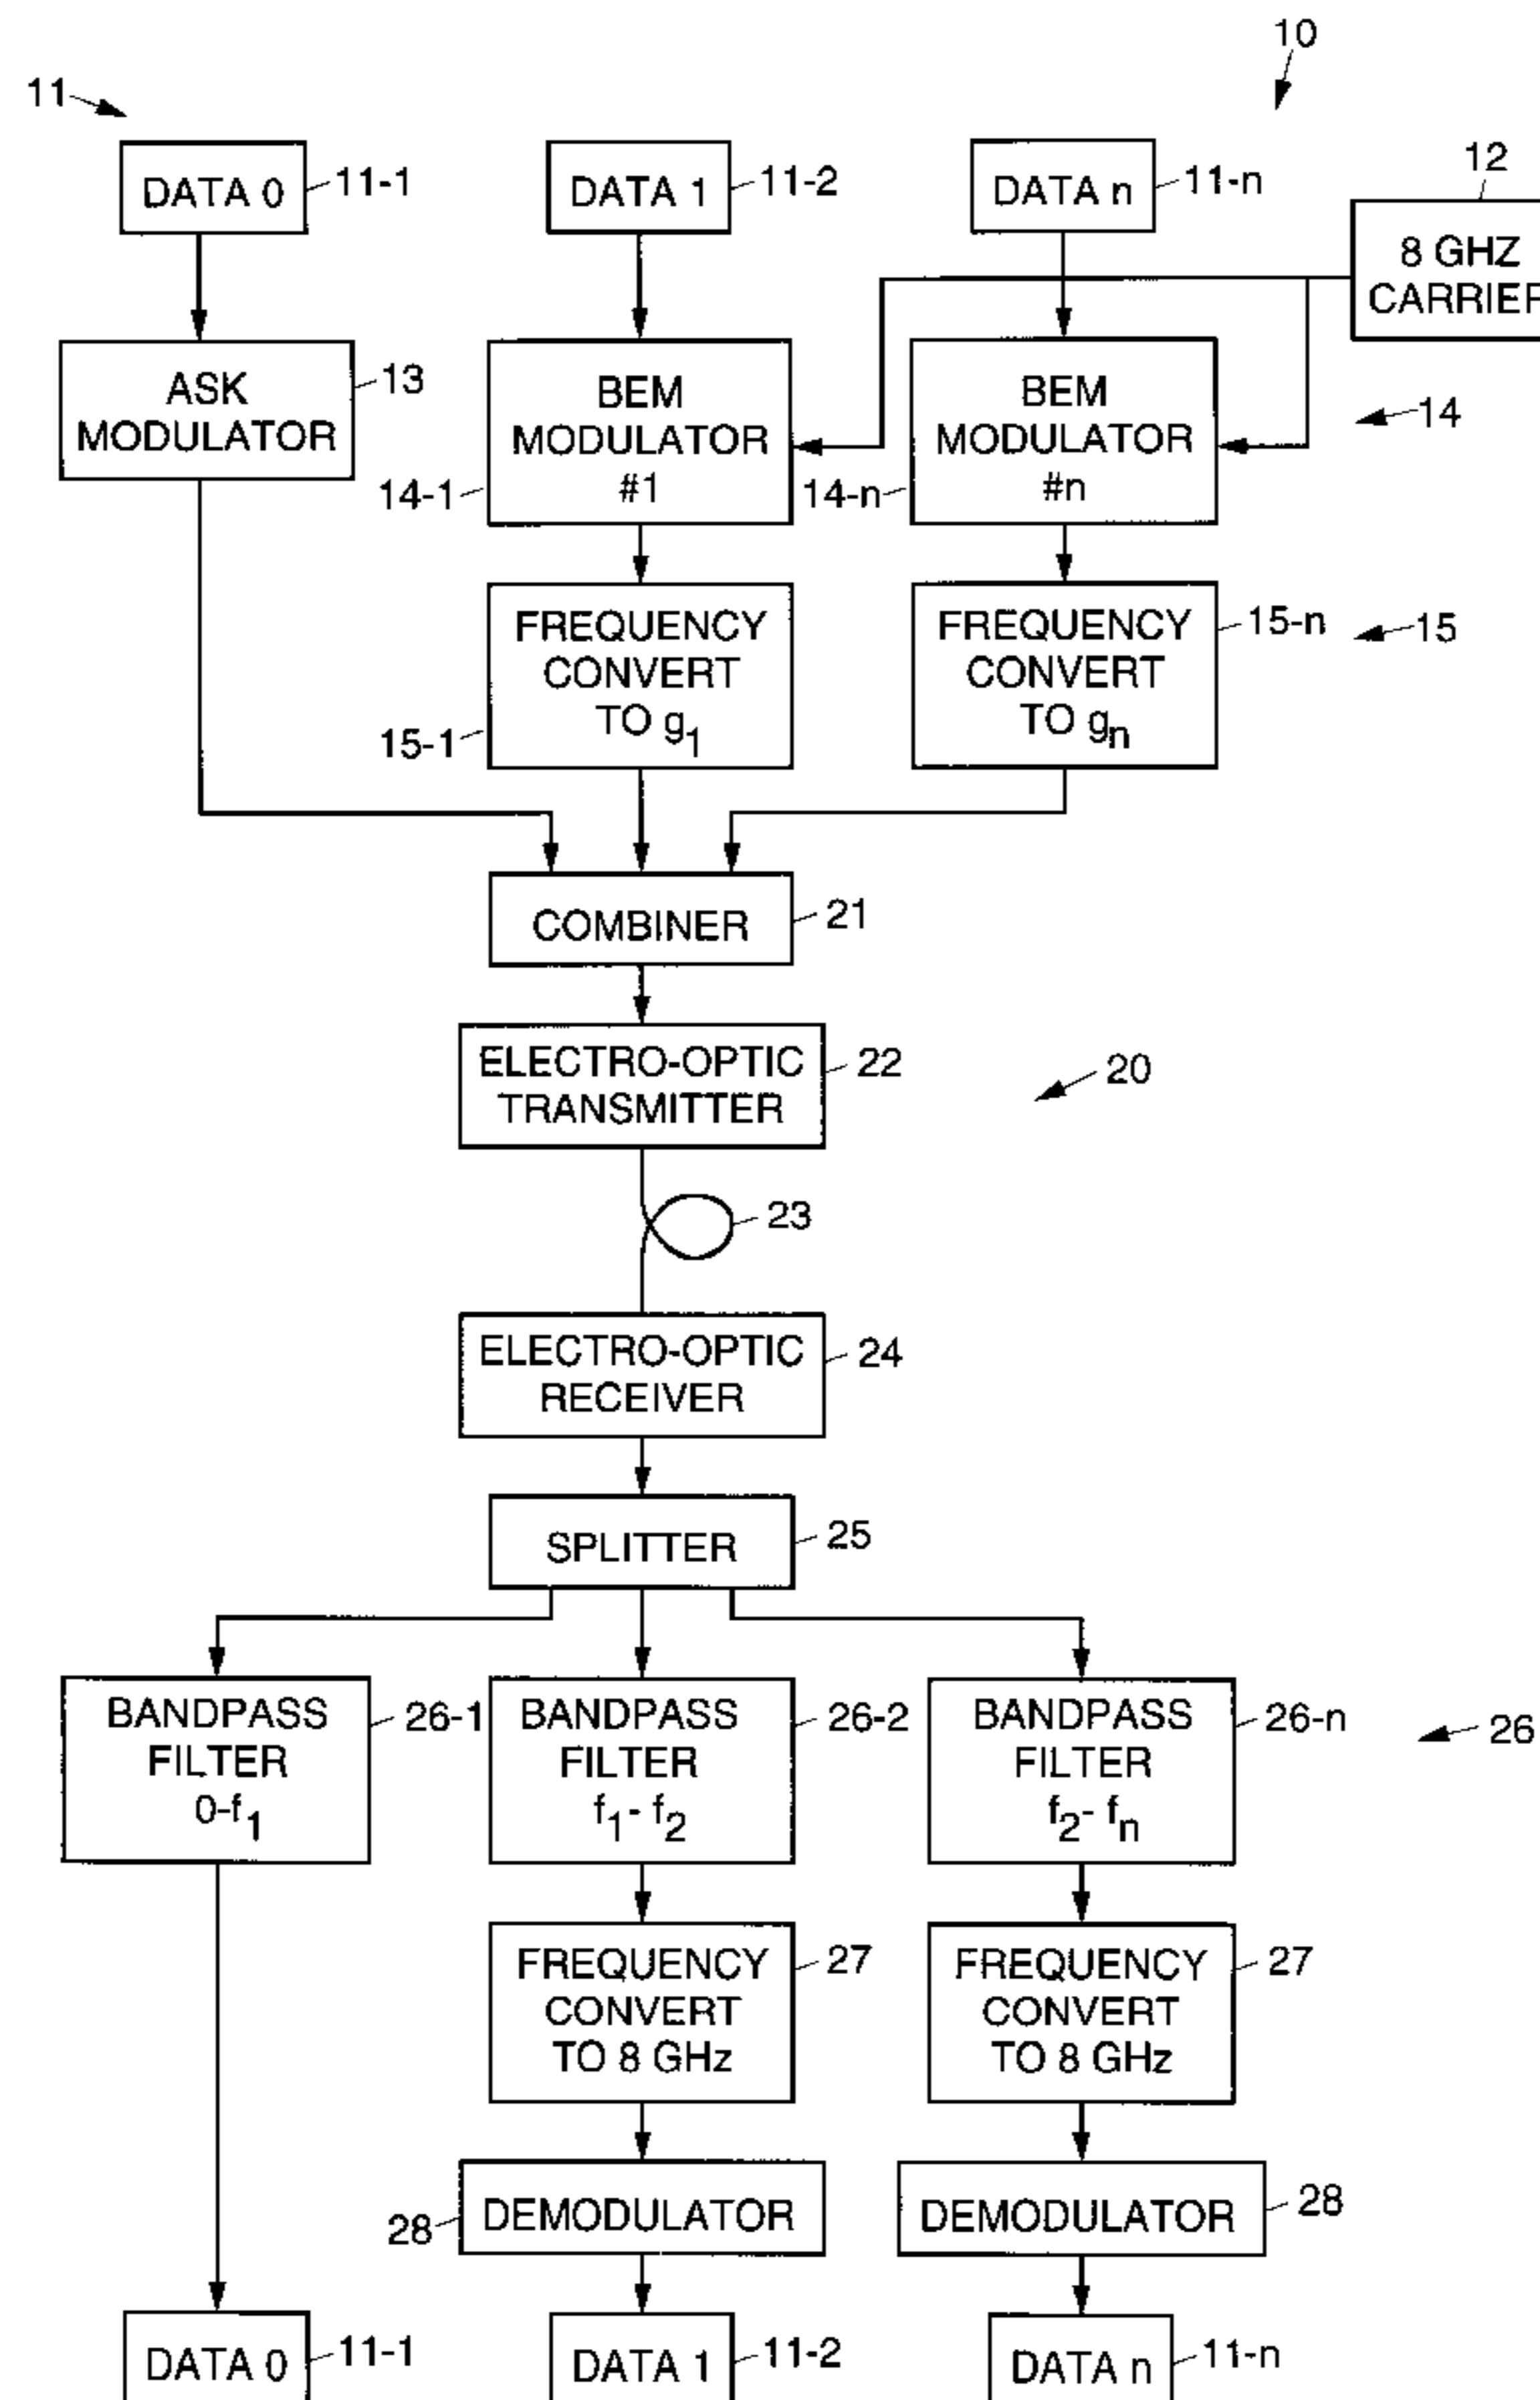 10
11
DATA 0
11-1
DATA 1
11-2
DATA n
11-n
12
8 GHZ
CARRIER
ASK
MODULATOR
13
BEM
MODULATOR
#1
14-1
BEM
MODULATOR
#n
14-n
14
FREQUENCY
CONVERT
TO g1
15-1
FREQUENCY
CONVERT
TO gn
15-n
15
COMBINER
21
ELECTRO-OPTIC
TRANSMITTER
22
20
23
ELECTRO-OPTIC
RECEIVER
24
SPLITTER
25
BANDPASS
FILTER
0-f1
26-1
BANDPASS
FILTER
f1- f2
26-2
BANDPASS
FILTER
f2- fn
26-n
26
FREQUENCY
CONVERT
TO 8 GHz
27
FREQUENCY
CONVERT
TO 8 GHz
27
DEMODULATOR
28
DEMODULATOR
28
DATA 0
11-1
DATA 1
11-2
DATA n
11-n